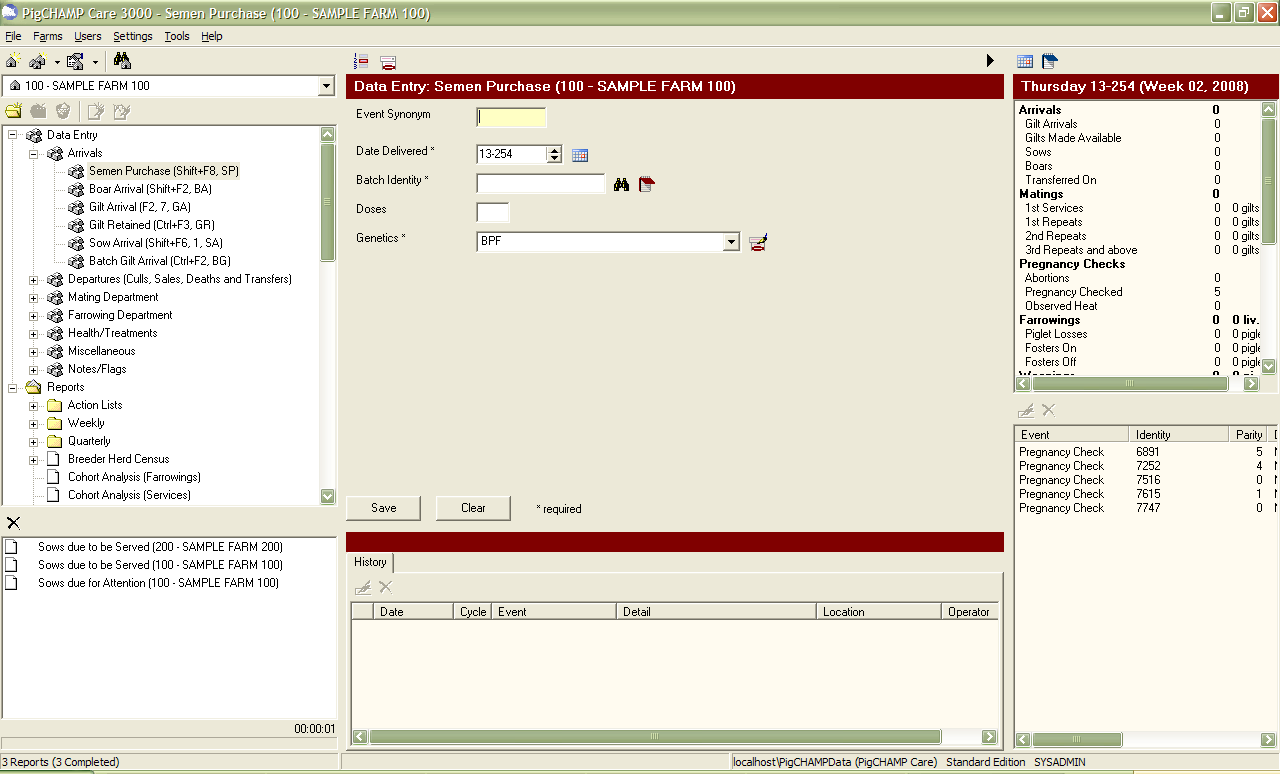 PigCHAMP Care 3000 - Semen Purchase (100 - SAMPLE FARM 100)
File Farms Users Settings Tools Help
100 - SAMPLE FARM 100
Data Entry
Arrivals
Semen Purchase (Shift+F8, SP)
Boar Arrival (Shift+F2, BA)
Gilt Arrival (F2, 7, GA)
Gilt Retained (Ctrl+F3, GR)
Sow Arrival (Shift+F6, 1, SA)
Batch Gilt Arrival (Ctrl+F2, BG)
Departures (Culls, Sales, Deaths and Transfers)
Mating Department
Farrowing Department
Health/Treatments
Miscellaneous
Notes/Flags
Reports
Action Lists
Weekly
Quarterly
Breeder Herd Census
Cohort Analysis (Farrowings)
Cohort Analysis (Services)
Sows due to be Served (200 - SAMPLE FARM 200)
Sows due to be Served (100 - SAMPLE FARM 100)
Sows due for Attention (100 - SAMPLE FARM 100)
00:00:01
3 Reports (3 Completed)
Data Entry: Semen Purchase (100 - SAMPLE FARM 100)
Event Synonym
Date Delivered * 13-254
Batch Identity *
Doses
Genetics * BPF
Save Clear * required
History
Date Cycle Event Detail Location Operator
Thursday 13-254 (Week 02, 2008)
Arrivals 0
Gilt Arrivals 0
Gilts Made Available 0
Sows 0
Boars 0
Transferred On 0
Matings 0
1st Services 0 0 gilts
1st Repeats 0 0 gilts
2nd Repeats 0 0 gilts
3rd Repeats and above 0 0 gilts
Pregnancy Checks
Abortions 0
Pregnancy Checked 5
Observed Heat 0
Farrowings 0 0 liv.
Piglet Losses 0 0 pigle
Fosters On 0 0 pigle
Fosters Off 0 0 pigle
Event Identity Parity
Pregnancy Check 6891 5
Pregnancy Check 7252 4
Pregnancy Check 7516 0
Pregnancy Check 7615 1
Pregnancy Check 7747 0
localhost\PigCHAMPData (PigCHAMP Care) Standard Edition SYSADMIN